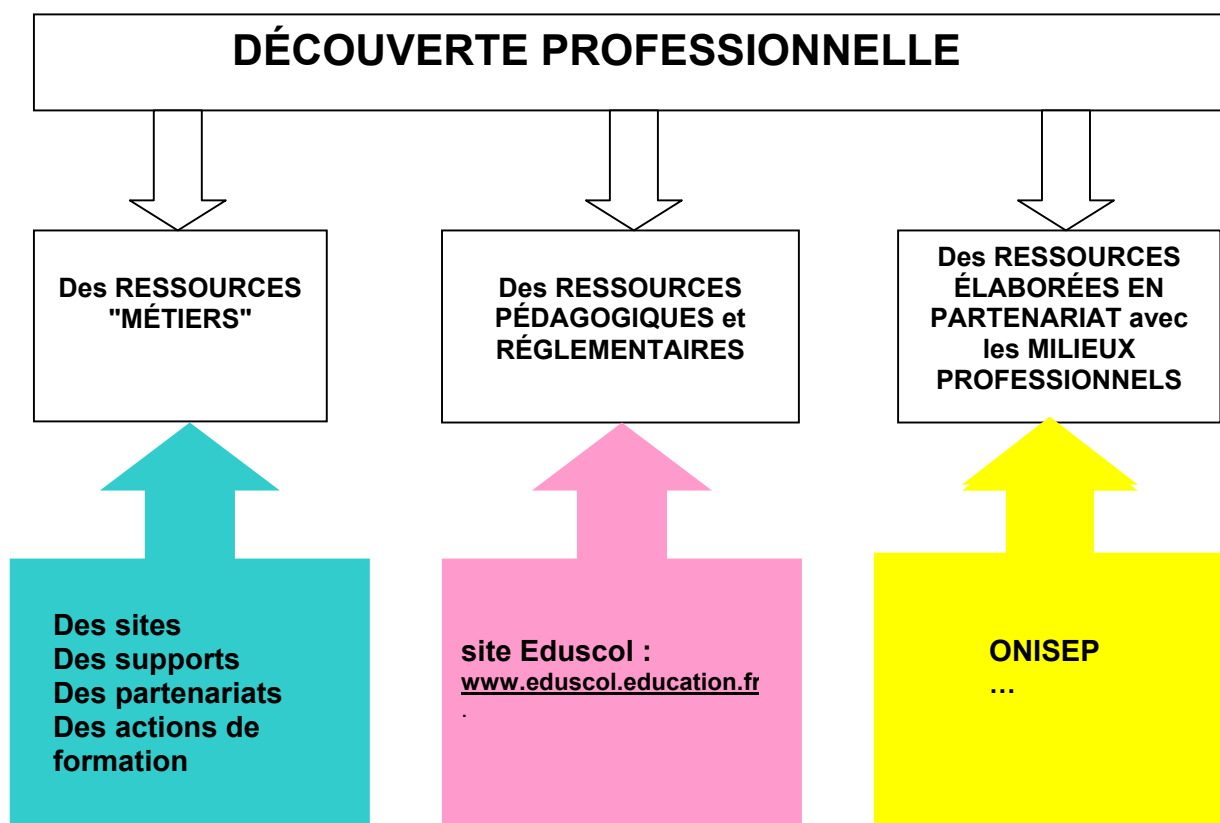 DÉCOUVERTE PROFESSIONNELLE
Des RESSOURCES
"MÉTIERS"
Des RESSOURCES
PÉDAGOGIQUES et
RÉGLEMENTAIRES
Des RESSOURCES
ÉLABORÉES EN
PARTENARIAT avec
les MILIEUX
PROFESSIONNELS
Des sites
Des supports
Des partenariats
Des actions de
formation
site Eduscol :
www.eduscol.education.fr
.
ONISEP
…